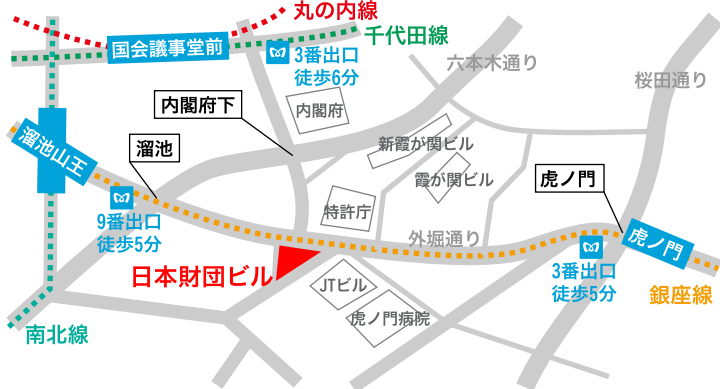 丸の内線
千代田線
国会議事堂前
3番出口
徒歩6分
六本木通り
桜田通り
内閣府下
内閣府
溜池山王
溜池
新霞が関ビル
霞が関ビル
虎ノ門
9番出口
徒歩5分
特許庁
外堀通り
虎ノ門
日本財団ビル
3番出口
徒歩5分
JTビル
銀座線
虎ノ門病院
南北線